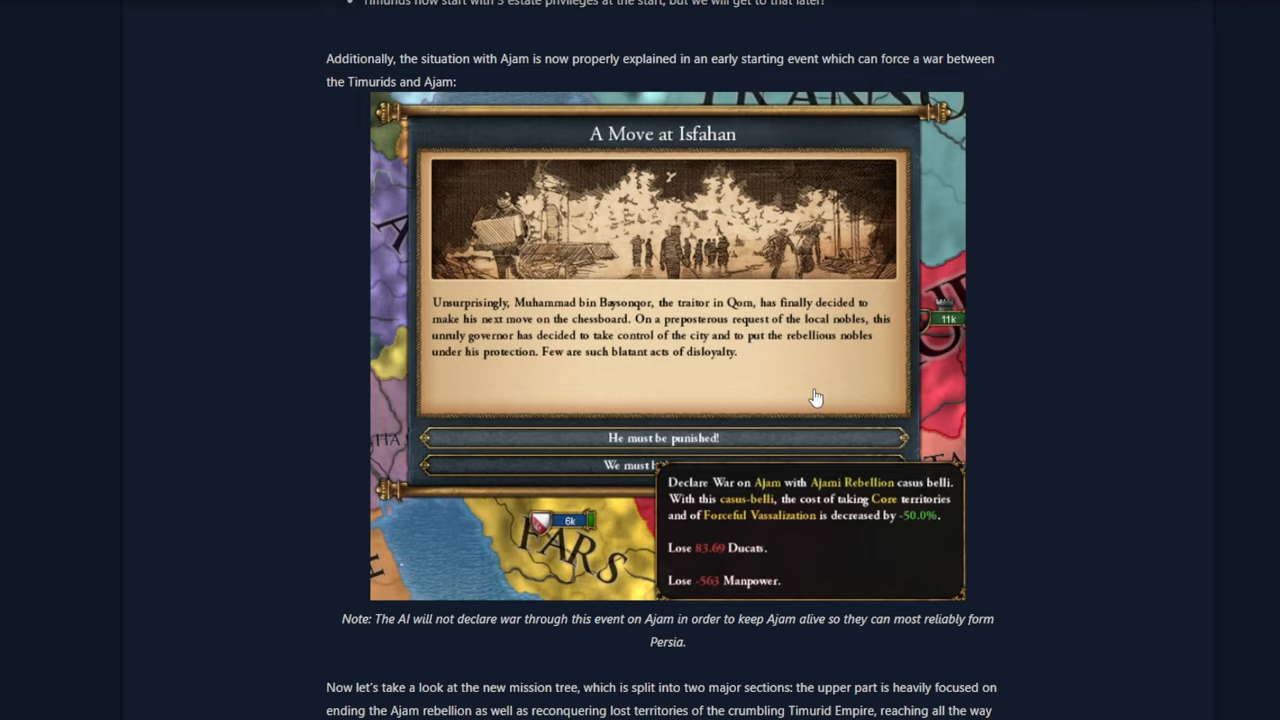 Timurids now start with 3 estate privileges at the start, but we will get to that later!
Additionally, the situation with Ajam is now properly explained in an early starting event which can force a war between
the Timurids and Ajam:
A Move at Isfahan
Unsurprisingly, Muhammad bin Baysonqor, the traitor in Qom, has finally decided to
make his next move on the chessboard. On a preposterous request of the local nobles, this
unruly governor has decided to take control of the city and to put the rebellious nobles
under his protection. Few are such blatant acts of disloyalty.
11k
He must be punished!
We must
Declare War on Ajam with Ajami Rebellion casus belli.
With this casus-belli, the cost of taking Core territories
and of Forceful Vassalization is decreased by -50.0%.
Lose 83.69 Ducats.
Lose -563 Manpower.
6k
FARS
Note: The AI will not declare war through this event on Ajam in order to keep Ajam alive so they can most reliably form
Persia.
Now let's take a look at the new mission tree, which is split into two major sections: the upper part is heavily focused on
ending the Ajam rebellion as well as reconquering lost territories of the crumbling Timurid Empire, reaching all the way